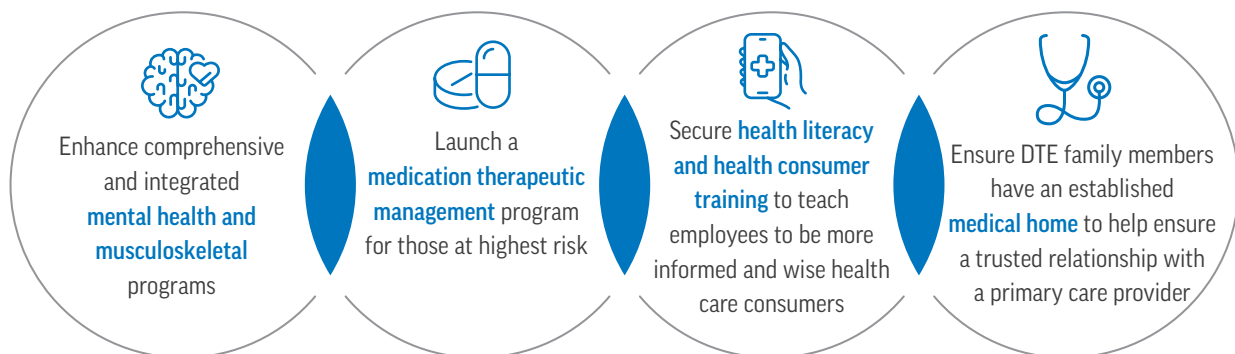 Enhance comprehensive
and integrated
mental health and
musculoskeletal
programs
Launch a
medication therapeutic
management program
for those at highest risk
Secure health literacy
and health consumer
training to teach
employees to be more
informed and wise health
care consumers
Ensure DTE family members
have an established
medical home to help ensure
a trusted relationship with
a primary care provider